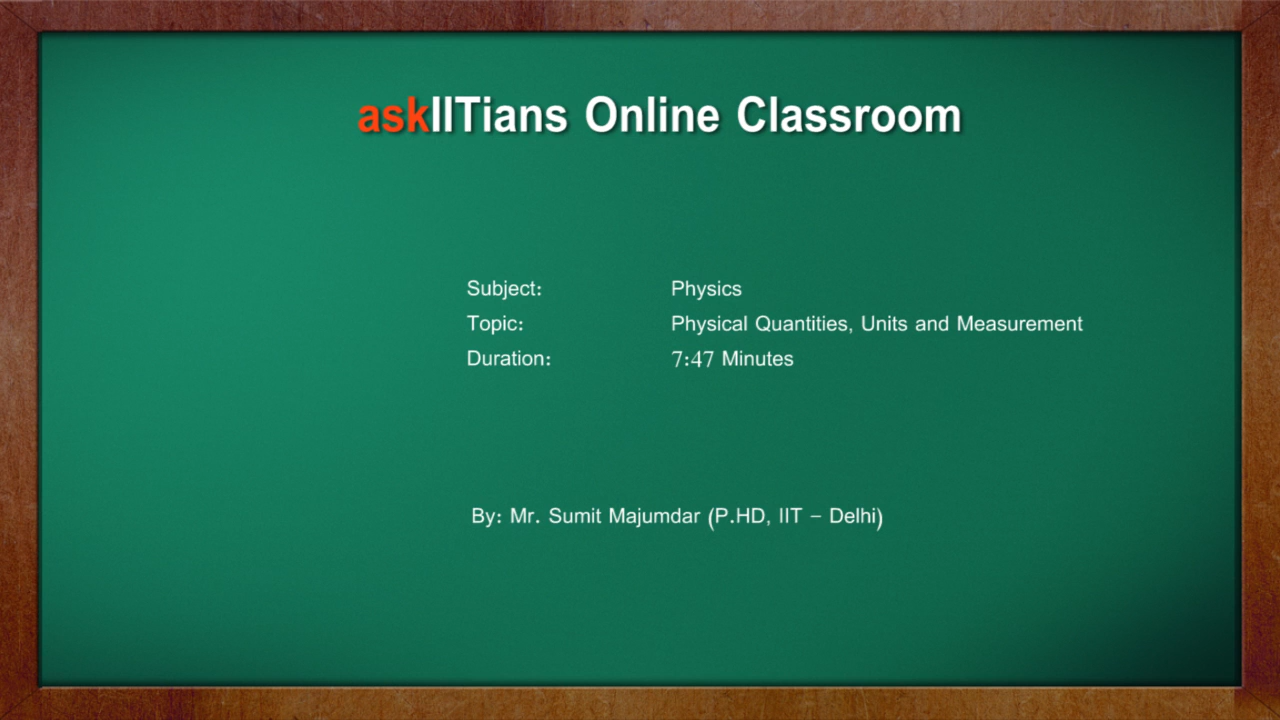 askIITians Online Classroom
Subject: Physics
Topic: Physical Quantities, Units and Measurement
Duration: 7:47 Minutes
By: Mr. Sumit Majumdar (P.HD, IIT - Delhi)